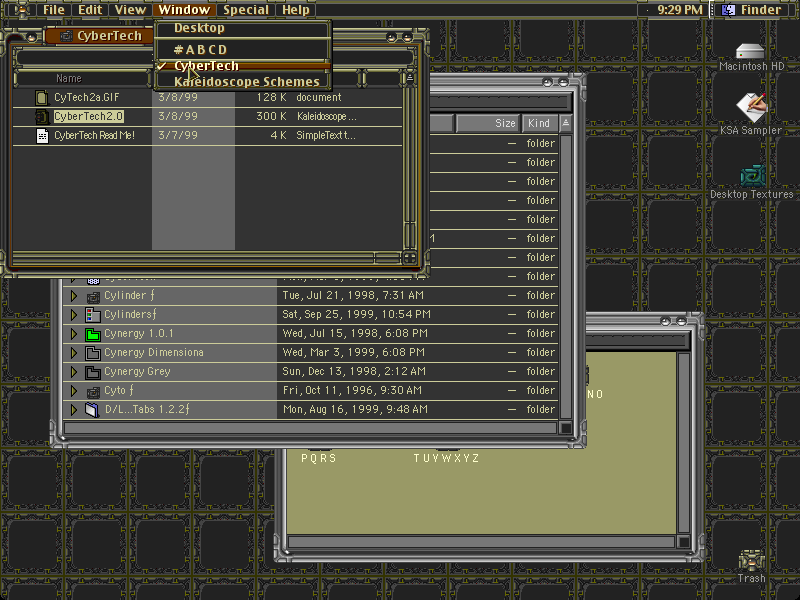 File Edit View Window Special Help 9:29 PM Finder
CyberTech
Desktop
#ABCD
✓ CyberTech
Kaleidoscope Schemes
Name
CyTech2a.GIF 3/8/99 128 K document
CyberTech2.0 3/8/99 300 K Kaleidoscope...
CyberTech Read Me! 3/7/99 4 K SimpleText t...
Size Kind
— folder
— folder
— folder
— folder
— folder
— folder
— folder
— folder
Cylinder ƒ Tue, Jul 21, 1998, 7:31 AM — folder
Cylindersƒ Sat, Sep 25, 1999, 10:54 PM — folder
Cynergy 1.0.1 Wed, Jul 15, 1998, 6:08 PM — folder
Cynergy Dimensiona Wed, Mar 3, 1999, 6:08 PM — folder
Cynergy Grey Sun, Dec 13, 1998, 2:12 AM — folder
Cyto ƒ Fri, Oct 11, 1996, 9:30 AM — folder
D/L...Tabs 1.2.2ƒ Mon, Aug 16, 1999, 9:48 AM — folder
NO
PQRS TUYWXYZ
Macintosh HD
KSA Sampler
Desktop Textures
Trash